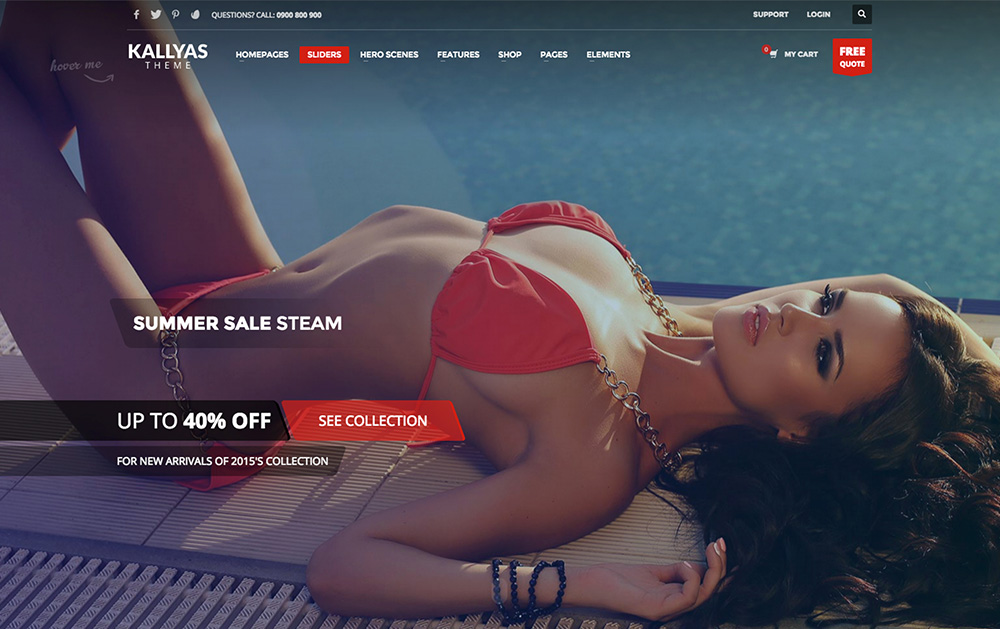 QUESTIONS? CALL: 0900 800 900
SUPPORT LOGIN
KALLYAS
THEME
hover me
HOMEPAGES SLIDERS HERO SCENES FEATURES SHOP PAGES ELEMENTS
0
MY CART
FREE
QUOTE
SUMMER SALE STEAM
UP TO 40% OFF
SEE COLLECTION
FOR NEW ARRIVALS OF 2015'S COLLECTION